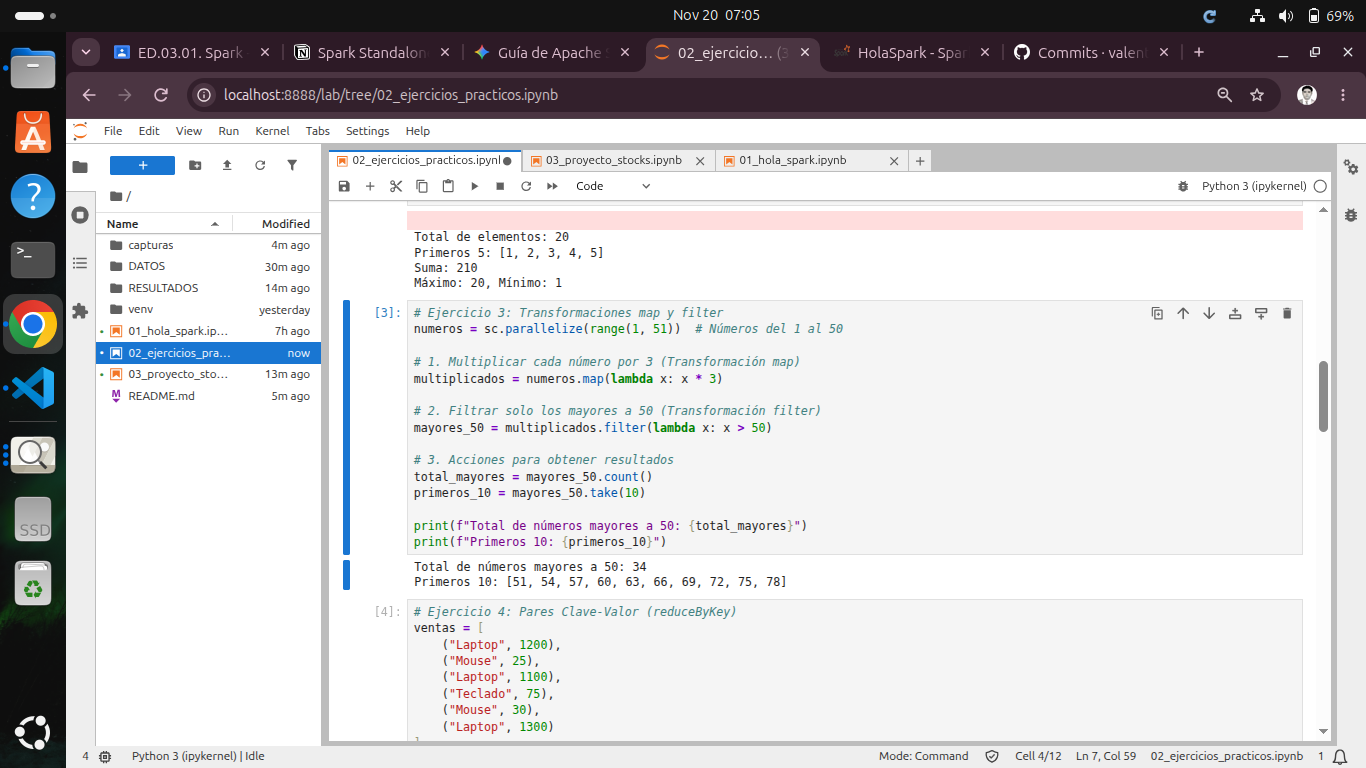 Nov 20 07:05
69%
ED.03.01. Spark
Spark Standalon
Guía de Apache S
02_ejercicio… (3
HolaSpark - Spar
Commits · valen
localhost:8888/lab/tree/02_ejercicios_practicos.ipynb
File Edit View Run Kernel Tabs Settings Help
02_ejercicios_practicos.ipynl
03_proyecto_stocks.ipynb
01_hola_spark.ipynb
Code
Python 3 (ipykernel)
/
Name Modified
capturas 4m ago
DATOS 30m ago
RESULTADOS 14m ago
venv yesterday
01_hola_spark.ip… 7h ago
02_ejercicios_pra… now
03_proyecto_sto… 13m ago
README.md 5m ago
Total de elementos: 20
Primeros 5: [1, 2, 3, 4, 5]
Suma: 210
Máximo: 20, Mínimo: 1
[3]:
# Ejercicio 3: Transformaciones map y filter
numeros = sc.parallelize(range(1, 51))  # Números del 1 al 50
# 1. Multiplicar cada número por 3 (Transformación map)
multiplicados = numeros.map(lambda x: x * 3)
# 2. Filtrar solo los mayores a 50 (Transformación filter)
mayores_50 = multiplicados.filter(lambda x: x > 50)
# 3. Acciones para obtener resultados
total_mayores = mayores_50.count()
primeros_10 = mayores_50.take(10)
print(f"Total de números mayores a 50: {total_mayores}")
print(f"Primeros 10: {primeros_10}")
Total de números mayores a 50: 34
Primeros 10: [51, 54, 57, 60, 63, 66, 69, 72, 75, 78]
[4]:
# Ejercicio 4: Pares Clave-Valor (reduceByKey)
ventas = [
("Laptop", 1200),
("Mouse", 25),
("Laptop", 1100),
("Teclado", 75),
("Mouse", 30),
("Laptop", 1300)
]
SSD
4
Python 3 (ipykernel) | Idle
Mode: Command
Cell 4/12
Ln 7, Col 59
02_ejercicios_practicos.ipynb
1